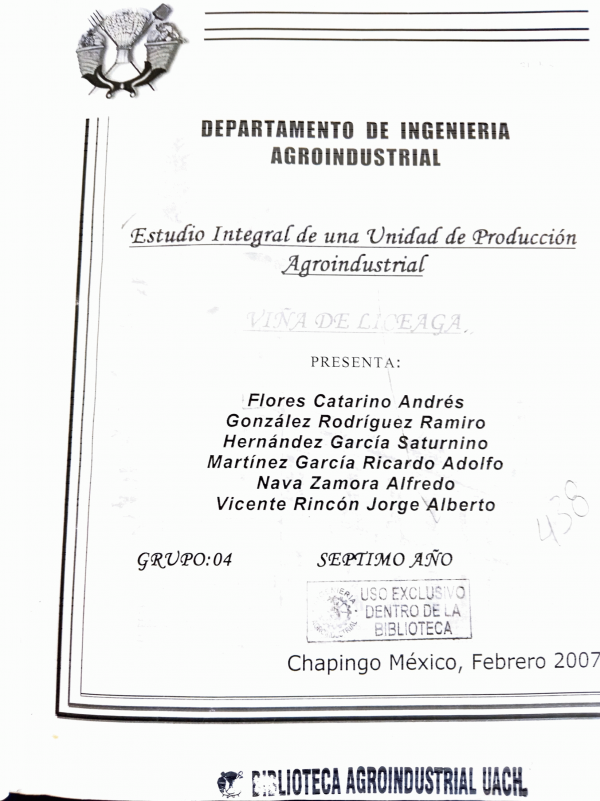 DEPARTAMENTO DE INGENIERIA
AGROINDUSTRIAL
Estudio Integral de una Unidad de Producción
Agroindustrial
VIÑA DE LICEAGA.
PRESENTA:
Flores Catarino Andrés
González Rodríguez Ramiro
Hernández García Saturnino
Martínez García Ricardo Adolfo
Nava Zamora Alfredo
Vicente Rincón Jorge Alberto
438
GRUPO:04 SEPTIMO AÑO
USO EXCLUSIVO
DENTRO DE LA
BIBLIOTECA
Chapingo México, Febrero 2007
BIBLIOTECA AGROINDUSTRIAL UACH.